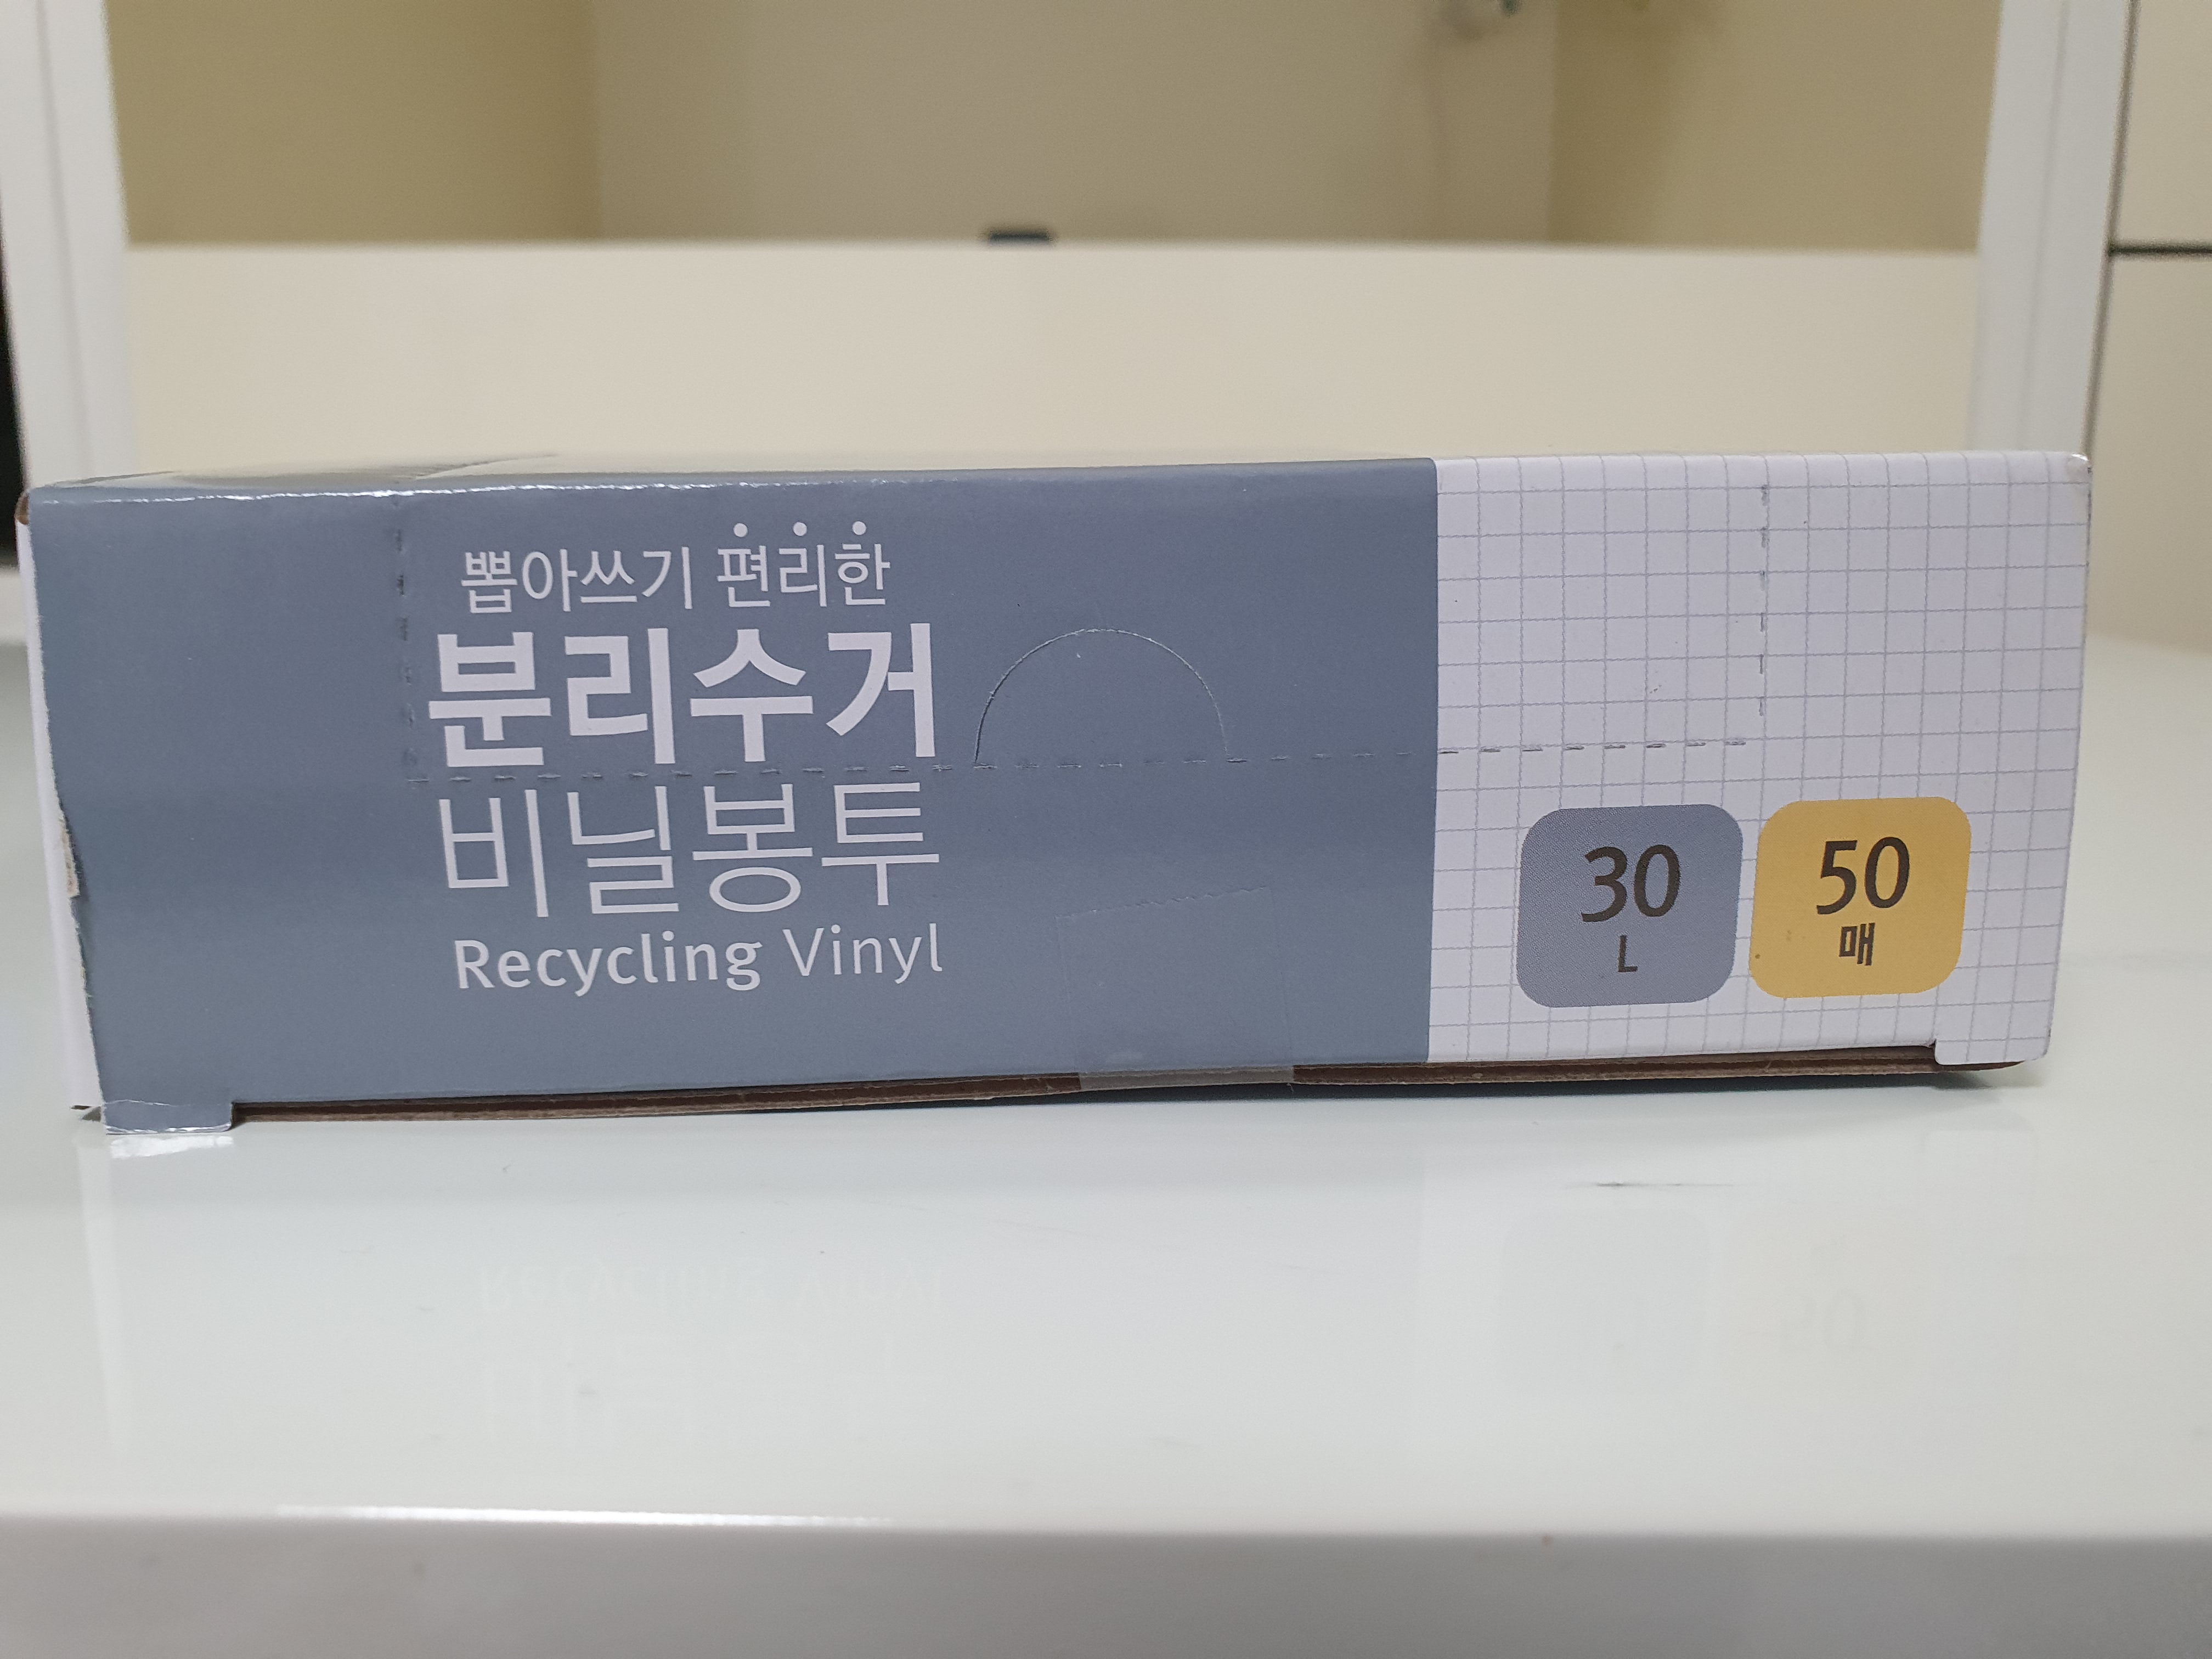 뽑아쓰기 편리한
분리수거
비닐봉투
Recycling Vinyl
30
L
50
매